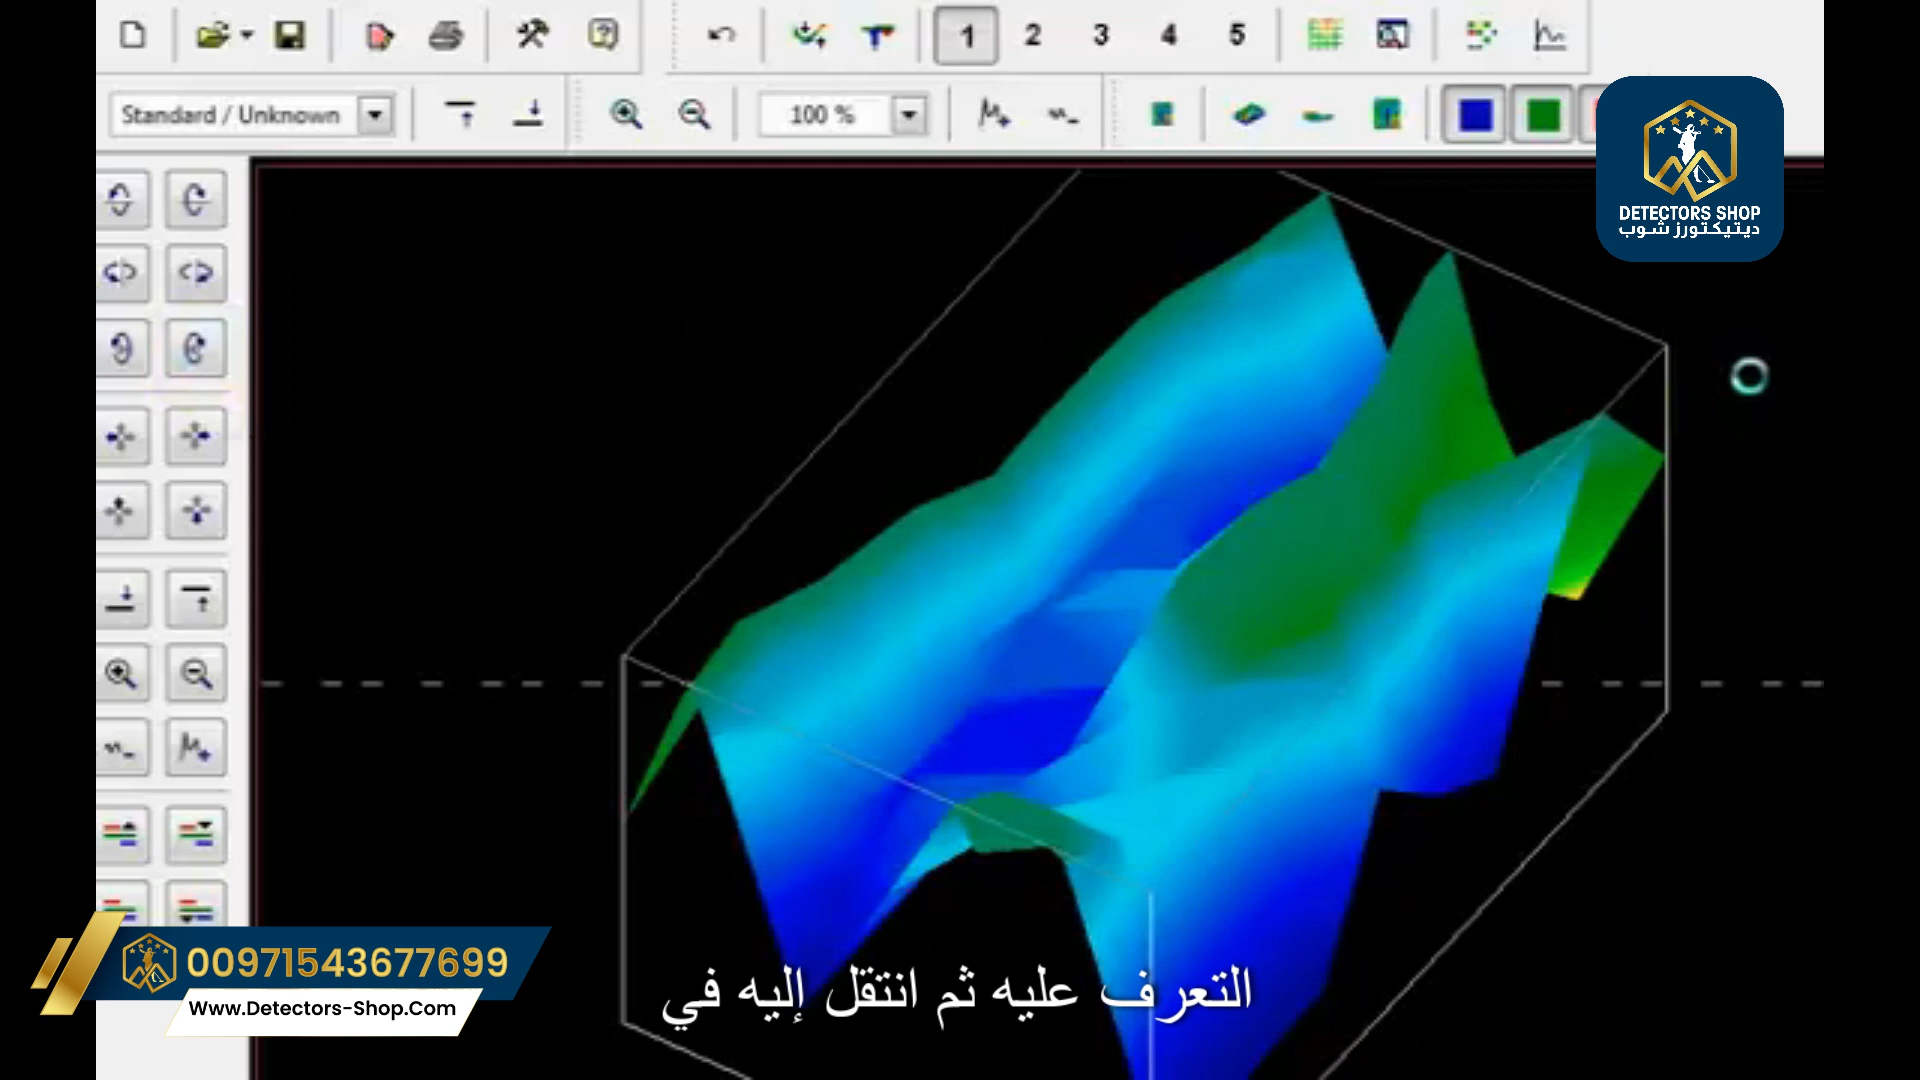 1 2 3 4 5
Standard / Unknown
100 %
DETECTORS SHOP
ديتيكتورز شوب
00971543677699
Www.Detectors-Shop.Com
التعرف عليه ثم انتقل إليه في